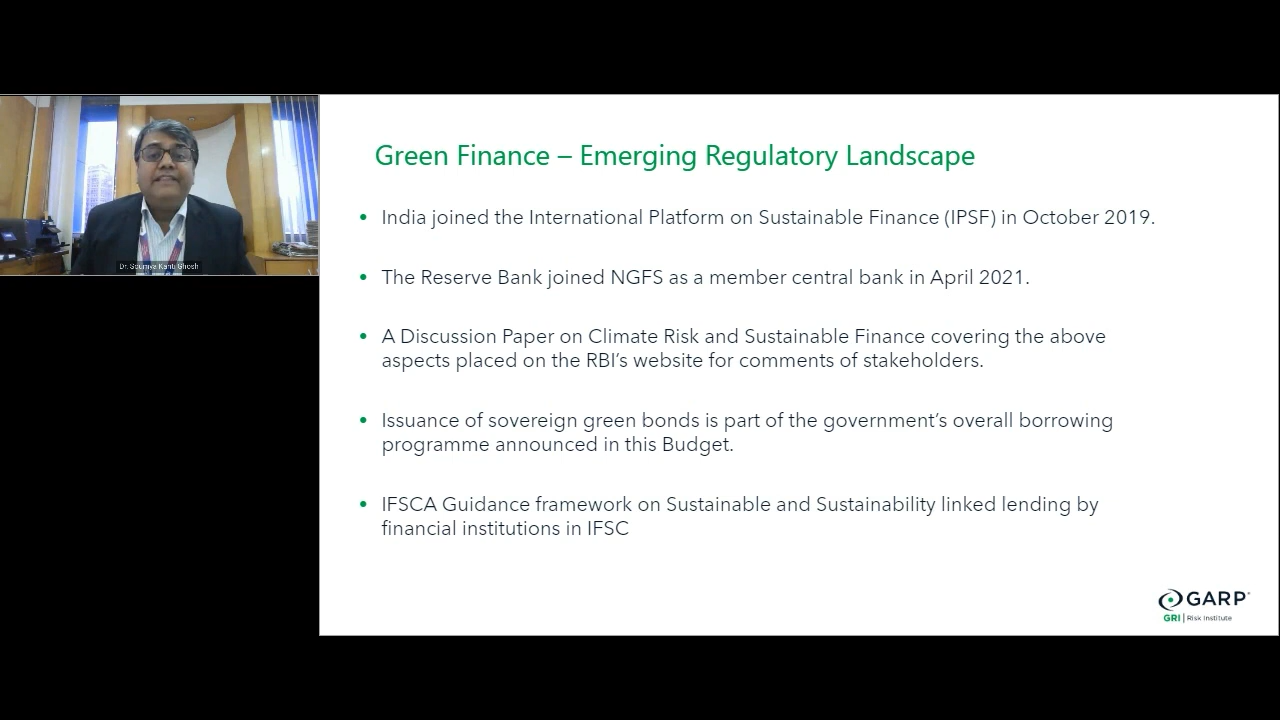 Dr. Soumya Kanti Ghosh
Green Finance – Emerging Regulatory Landscape
• India joined the International Platform on Sustainable Finance (IPSF) in October 2019.
• The Reserve Bank joined NGFS as a member central bank in April 2021.
• A Discussion Paper on Climate Risk and Sustainable Finance covering the above
aspects placed on the RBI’s website for comments of stakeholders.
• Issuance of sovereign green bonds is part of the government’s overall borrowing
programme announced in this Budget.
• IFSCA Guidance framework on Sustainable and Sustainability linked lending by
financial institutions in IFSC
GARP
GRI | Risk Institute